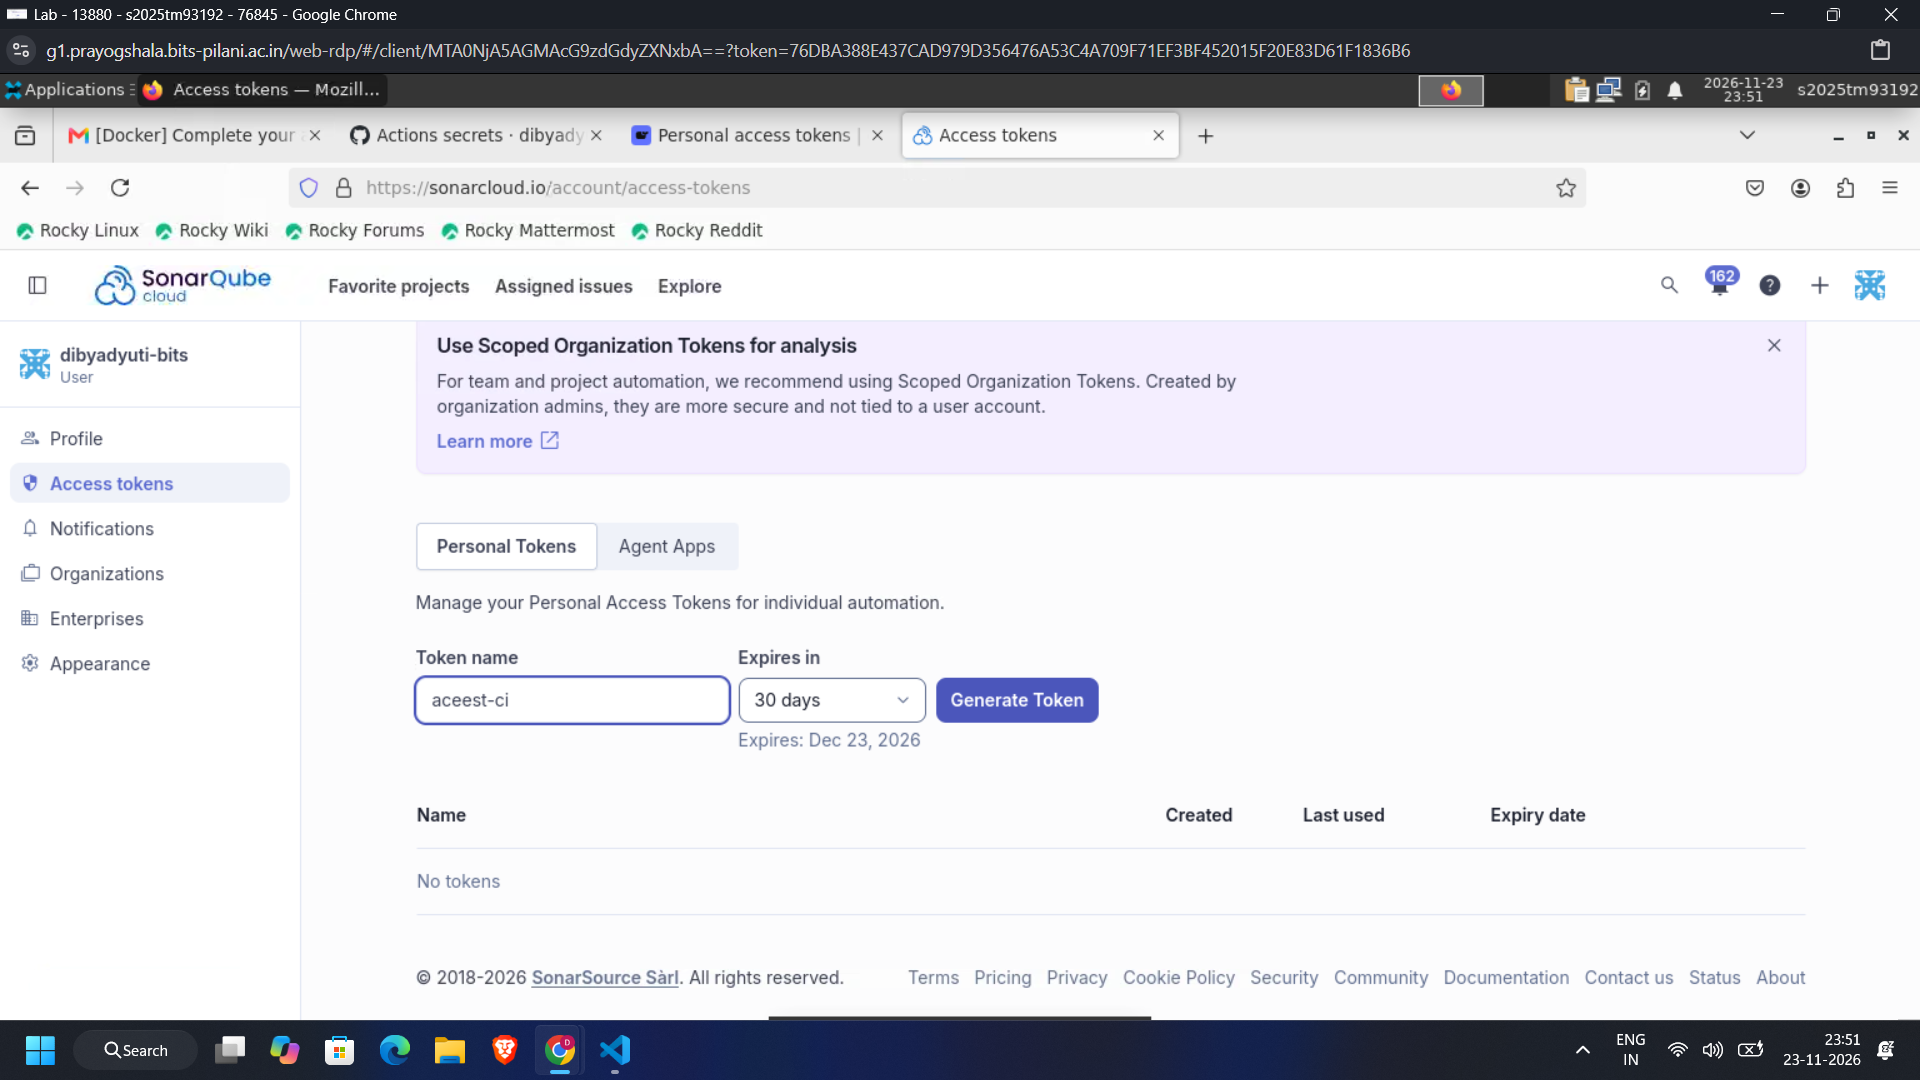 Lab - 13880 - s2025tm93192 - 76845 - Google Chrome
g1.prayogshala.bits-pilani.ac.in/web-rdp/#/client/MTA0NjA5AGMAcG9zdGdyZXNxbA==?token=76DBA388E437CAD979D356476A53C4A709F71EF3BF452015F20E83D61F1836B6
Applications
Access tokens — Mozill...
2026-11-23
23:51
s2025tm93192
[Docker] Complete your
Actions secrets · dibyady
Personal access tokens |
Access tokens
https://sonarcloud.io/account/access-tokens
Rocky Linux
Rocky Wiki
Rocky Forums
Rocky Mattermost
Rocky Reddit
SonarQube
cloud
Favorite projects
Assigned issues
Explore
162
dibyadyuti-bits
User
Profile
Access tokens
Notifications
Organizations
Enterprises
Appearance
Use Scoped Organization Tokens for analysis
For team and project automation, we recommend using Scoped Organization Tokens. Created by
organization admins, they are more secure and not tied to a user account.
Learn more
Personal Tokens
Agent Apps
Manage your Personal Access Tokens for individual automation.
Token name
Expires in
aceest-ci
30 days
Generate Token
Expires: Dec 23, 2026
Name
Created
Last used
Expiry date
No tokens
© 2018-2026 SonarSource Sàrl. All rights reserved.
Terms
Pricing
Privacy
Cookie Policy
Security
Community
Documentation
Contact us
Status
About
Search
ENG
IN
23:51
23-11-2026